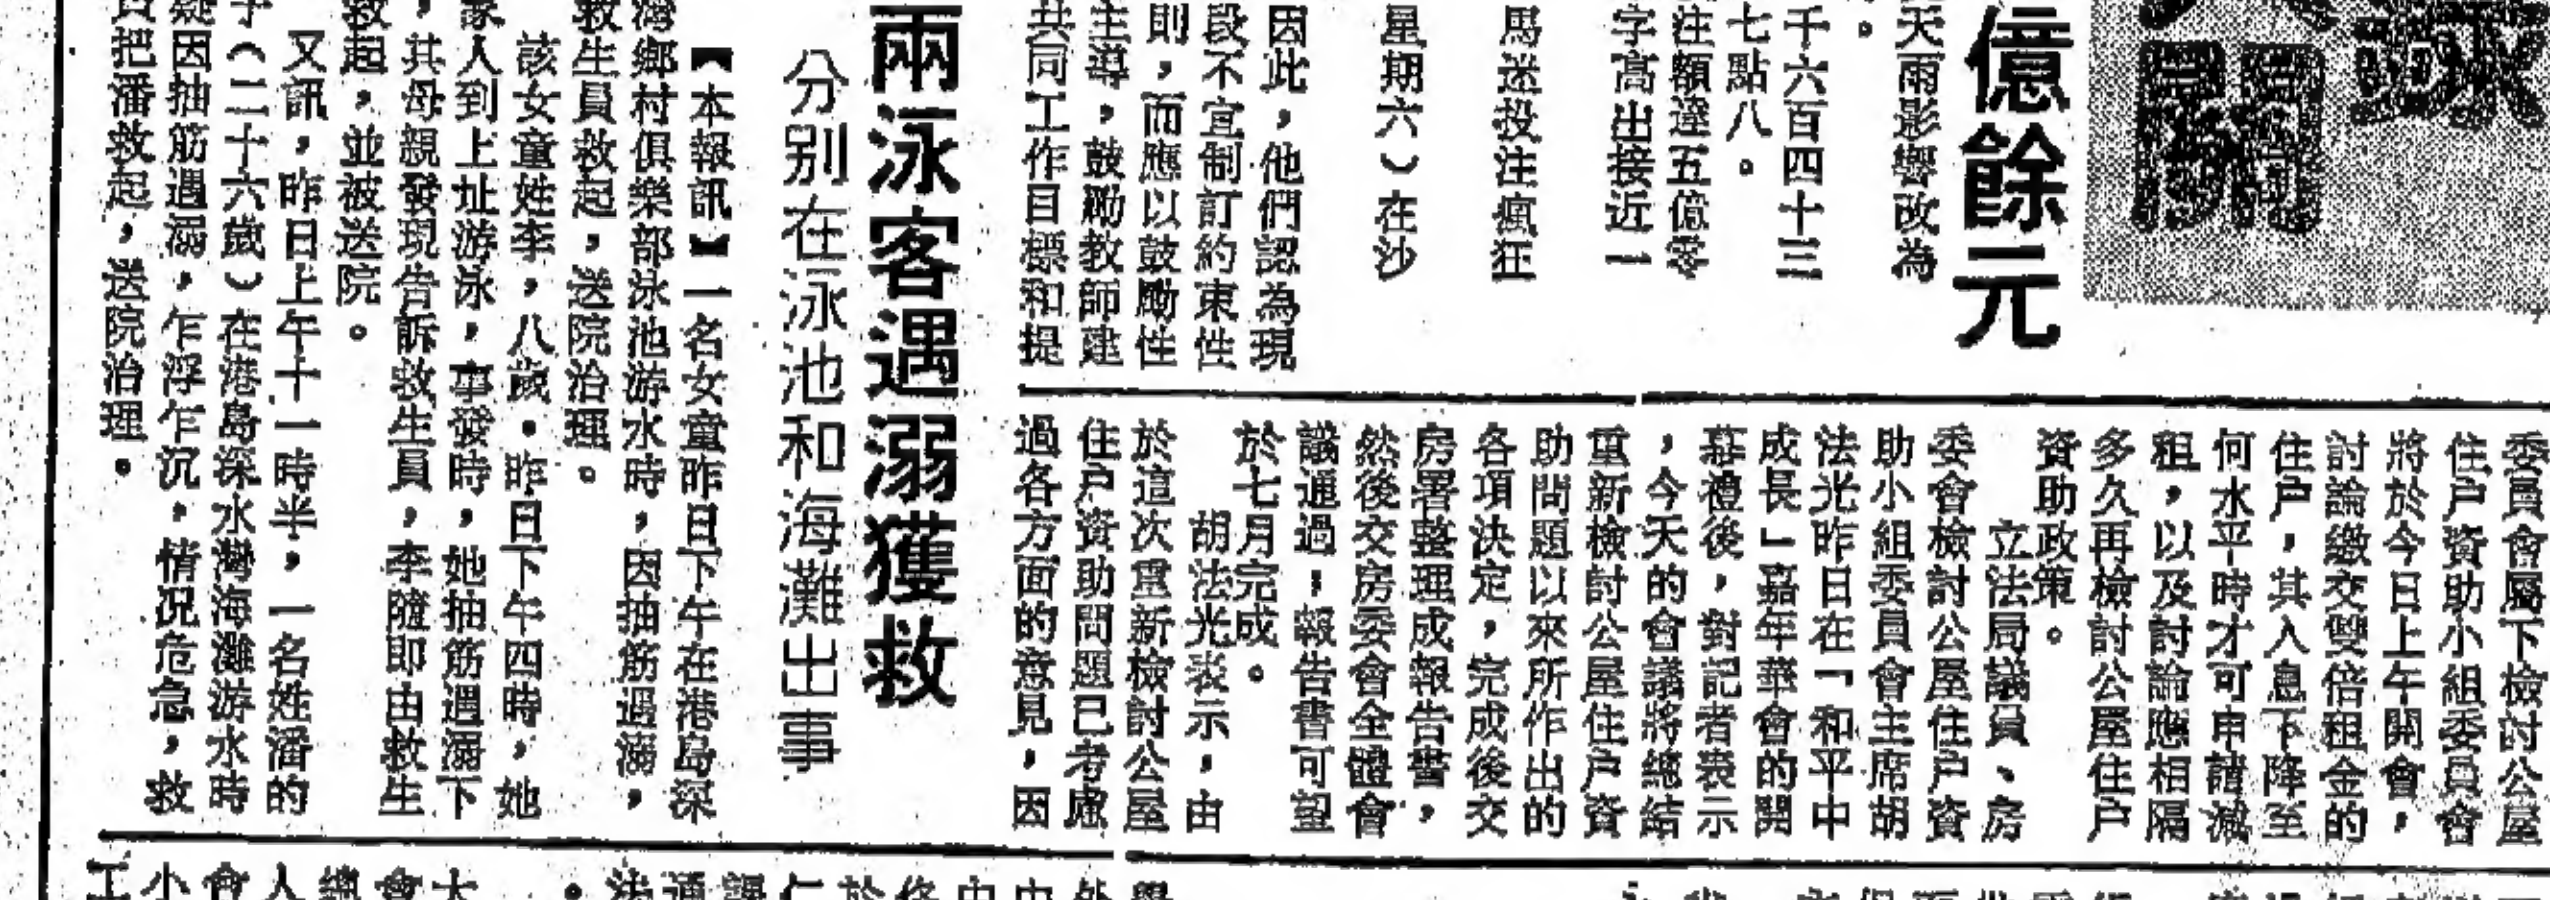 億餘元
天雨影響改為
。
千六百四十三
七點八。
注額達五億零
字高出接近一
馬迷投注瘋狂
星期六）在沙
因此，他們認為現
段不宜制訂約束性
則，而應以鼓勵性
主導，鼓勵教師建
共同工作目標和提
委員會屬下檢討公屋
住戶資助小組委員會
將於今日上午開會，
討論繳交雙倍租金的
住戶，其入息下降至
何水平時才可申請減
租，以及討論應相隔
多久再檢討公屋住戶
資助政策。
立法局議員、房
委會檢討公屋住戶資
助小組委員會主席胡
法光昨日在「和平中
成長」嘉年華會的開
幕禮後，對記者表示
，今天的會議將總結
重新檢討公屋住戶資
助問題以來所作出的
各項決定，完成後交
房署整理成報告書，
然後交房委會全體會
議通過；報告書可望
於七月完成。
胡法光表示，由
於這次重新檢討公屋
住戶資助問題已考慮
過各方面的意見，因
兩泳客遇溺獲救
分別在泳池和海灘出事
【本報訊】一名女童昨日下午在港島深
灣鄉村俱樂部泳池游水時，因抽筋遇溺，
救生員救起，送院治理。
該女童姓李，八歲。昨日下午四時，她
家人到上址游泳，事發時，她抽筋遇溺下
，其母親發現告訴救生員，李隨即由救生
救起，並被送院。
又訊，昨日上午十一時半，一名姓潘的
子（二十六歲）在港島深水灣海灘游水時
疑因抽筋遇溺，乍浮乍沉，情況危急，救
員把潘救起，送院治理。